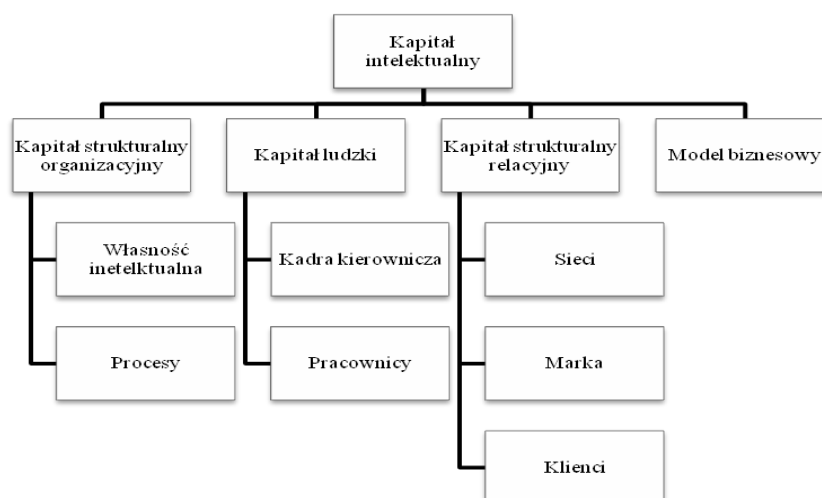 Kapitał
intelektualny
Kapitał strukturalny
organizacyjny
Kapitał ludzki
Kapitał strukturalny
relacyjny
Model biznesowy
Własność
inetelktualna
Kadra kierownicza
Sieci
Procesy
Pracownicy
Marka
Klienci